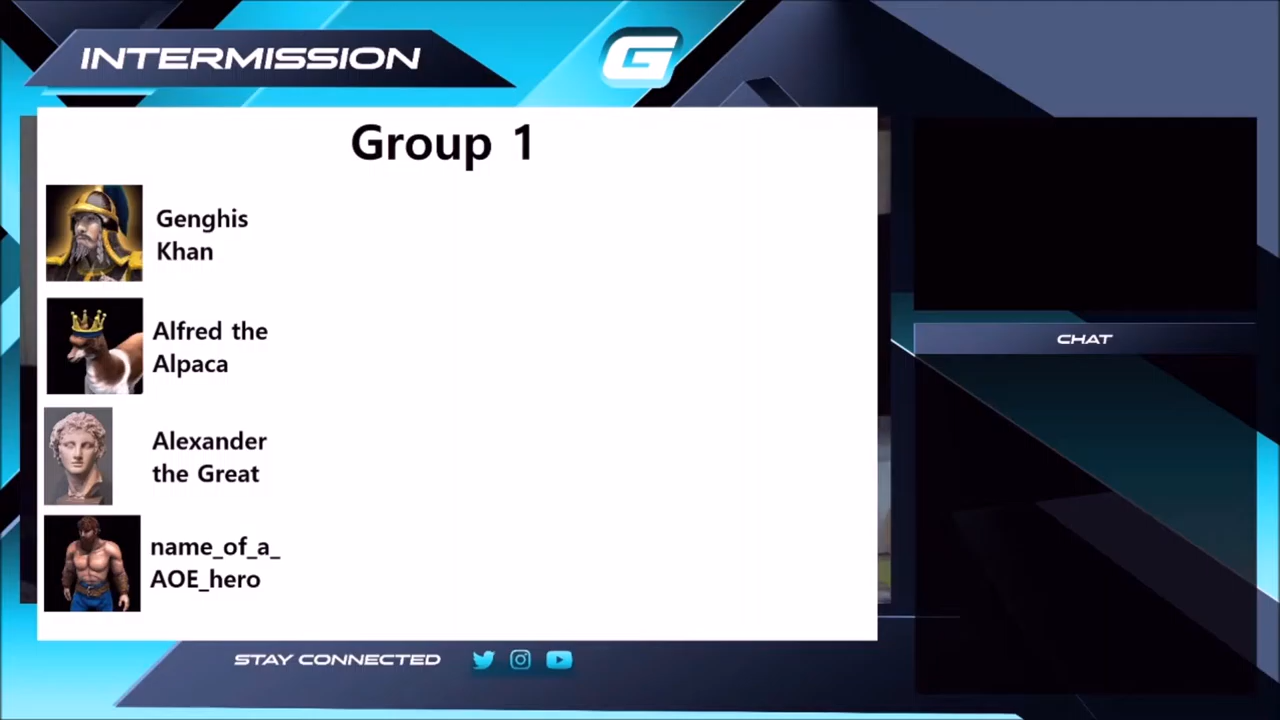 INTERMISSION
G
Group 1
Genghis
Khan
Alfred the
Alpaca
Alexander
the Great
name_of_a_
AOE_hero
CHAT
STAY CONNECTED